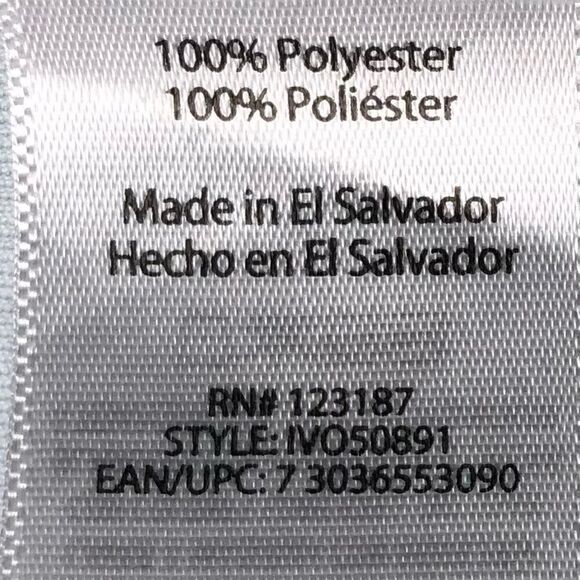 100% Polyester
100% Poliéster
Made in El Salvador
Hecho en El Salvador
RN# 123187
STYLE: IVO50891
EAN/UPC: 7 3036553090